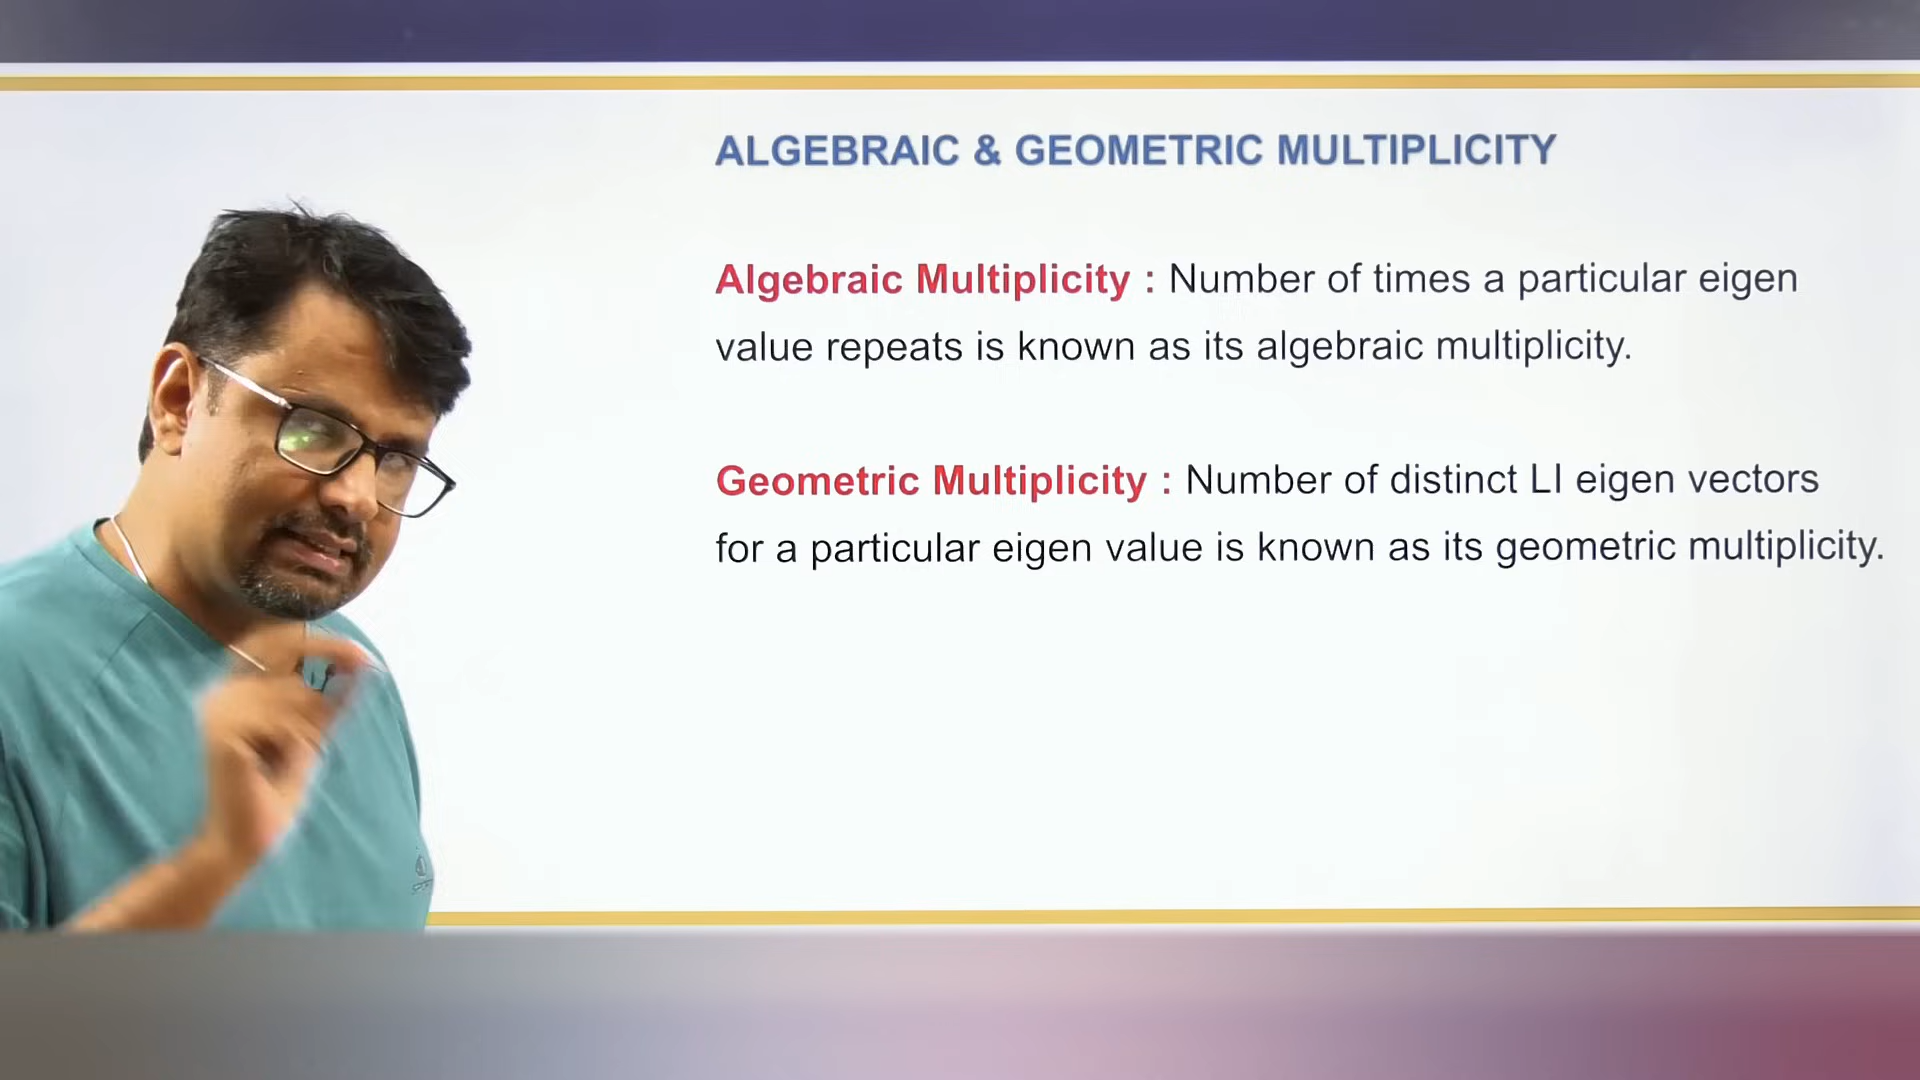 ALGEBRAIC & GEOMETRIC MULTIPLICITY
Algebraic Multiplicity : Number of times a particular eigen
value repeats is known as its algebraic multiplicity.
Geometric Multiplicity : Number of distinct LI eigen vectors
for a particular eigen value is known as its geometric multiplicity.